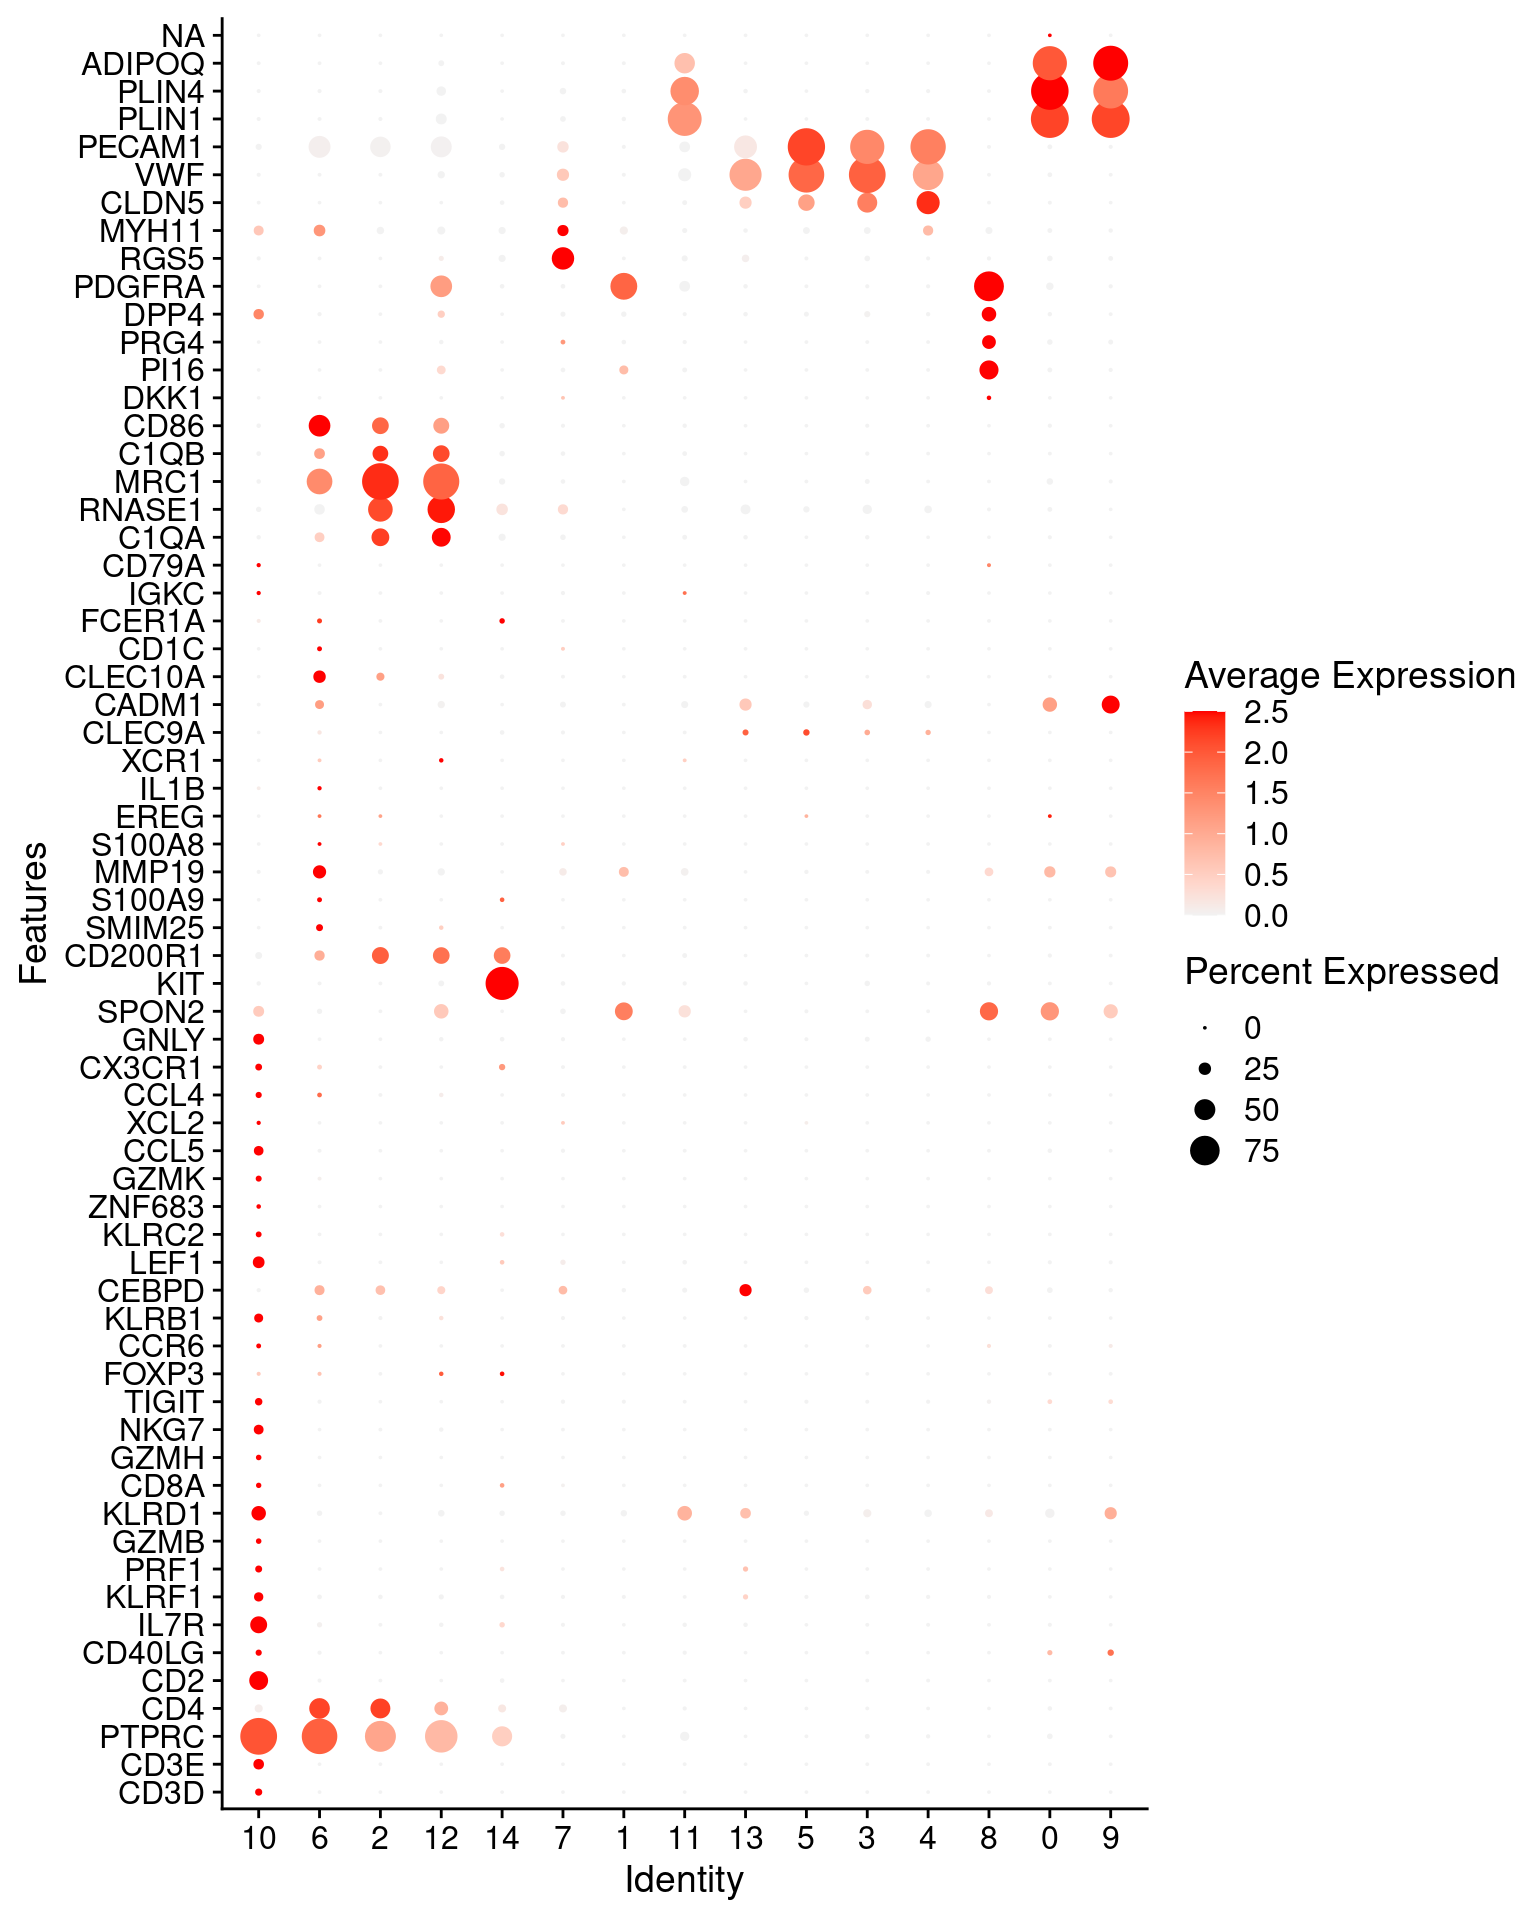 NA
ADIPOQ
PLIN4
PLIN1
PECAM1
VWF
CLDN5
MYH11
RGS5
PDGFRA
DPP4
PRG4
PI16
DKK1
CD86
C1QB
MRC1
RNASE1
C1QA
CD79A
IGKC
FCER1A
CD1C
CLEC10A
CADM1
CLEC9A
XCR1
IL1B
EREG
S100A8
MMP19
S100A9
SMIM25
CD200R1
KIT
SPON2
GNLY
CX3CR1
CCL4
XCL2
CCL5
GZMK
ZNF683
KLRC2
LEF1
CEBPD
KLRB1
CCR6
FOXP3
TIGIT
NKG7
GZMH
CD8A
KLRD1
GZMB
PRF1
KLRF1
IL7R
CD40LG
CD2
CD4
PTPRC
CD3E
CD3D
Features
10 6 2 12 14 7 1 11 13 5 3 4 8 0 9
Identity
Average Expression
2.5
2.0
1.5
1.0
0.5
0.0
Percent Expressed
0
25
50
75